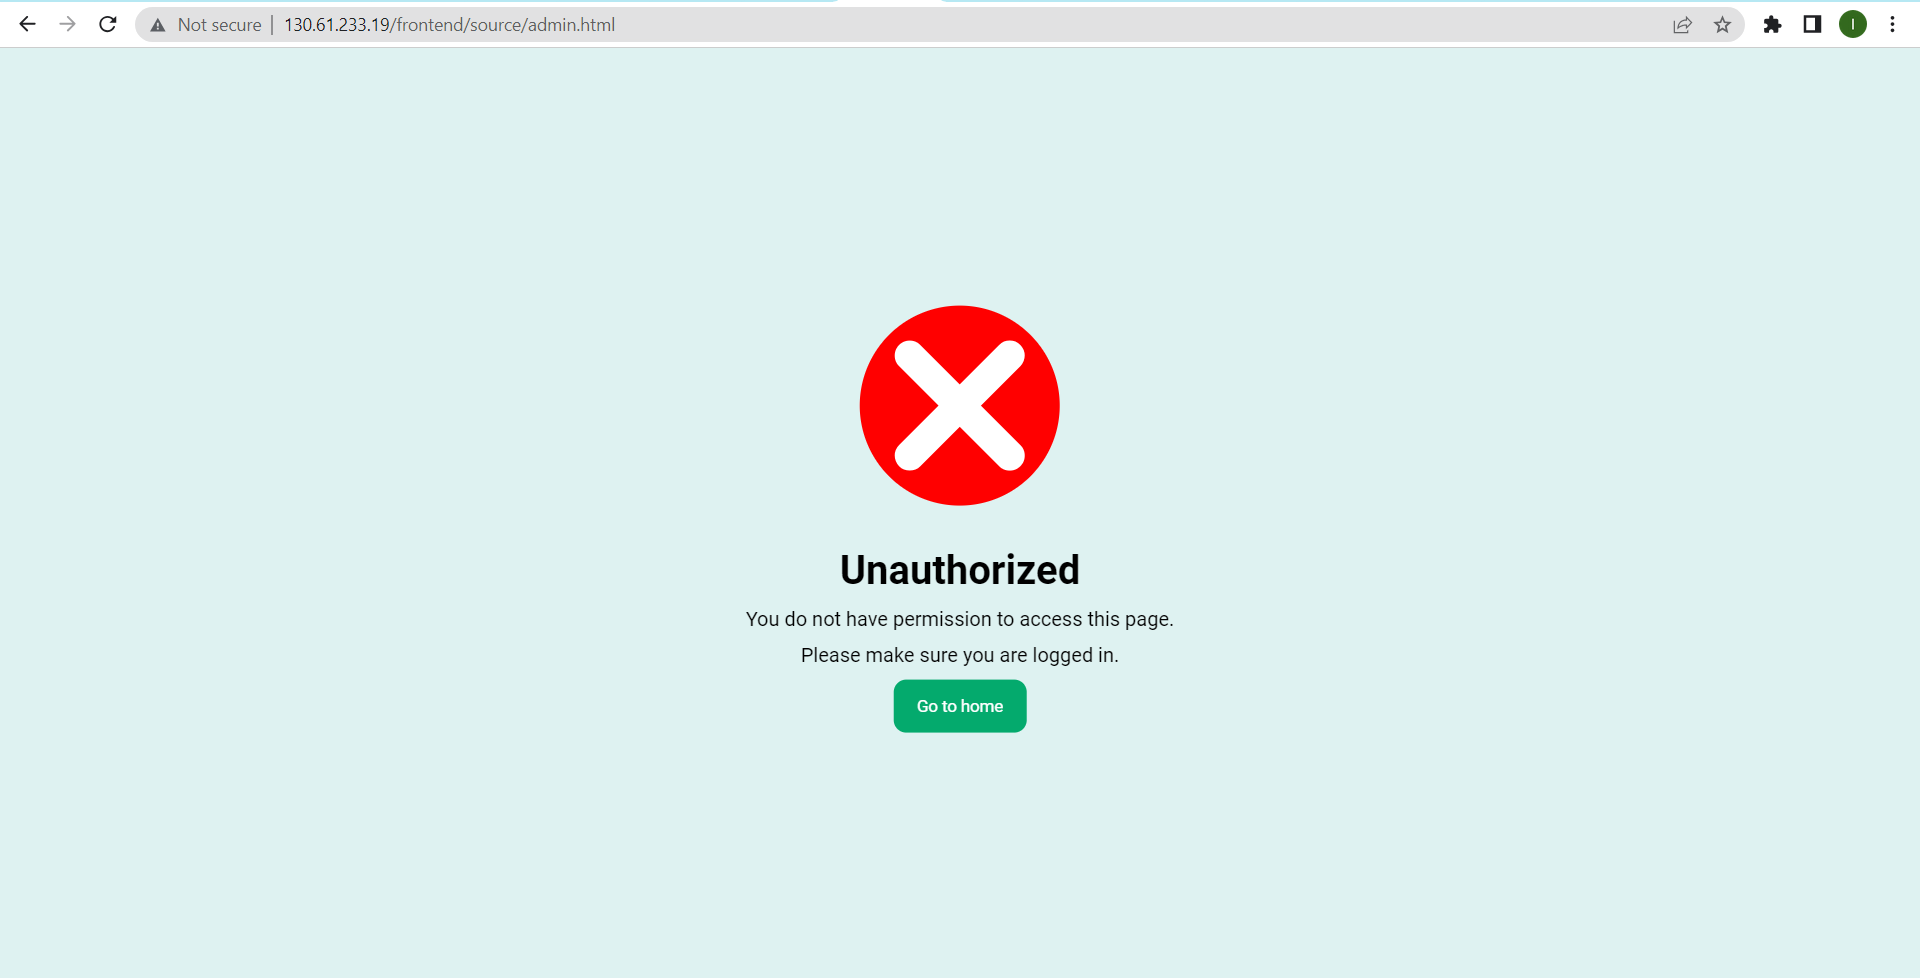 Not secure | 130.61.233.19/frontend/source/admin.html
I
Unauthorized
You do not have permission to access this page.
Please make sure you are logged in.
Go to home